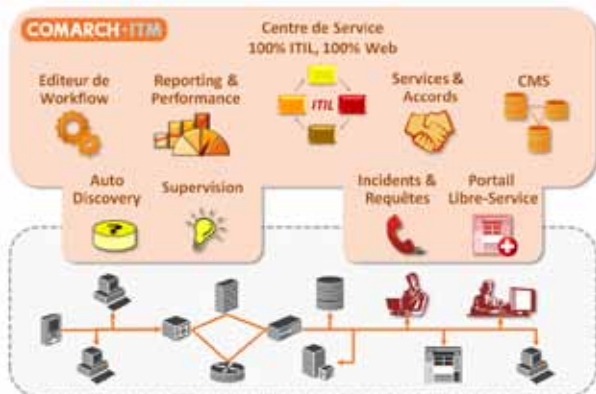 COMARCH-ITM
Centre de Service
100% ITIL, 100% Web
Editeur de
Workflow
Reporting &
Performance
ITIL
Services &
Accords
CMS
Auto
Discovery
Supervision
Incidents &
Requêtes
Portail
Libre-Service
?